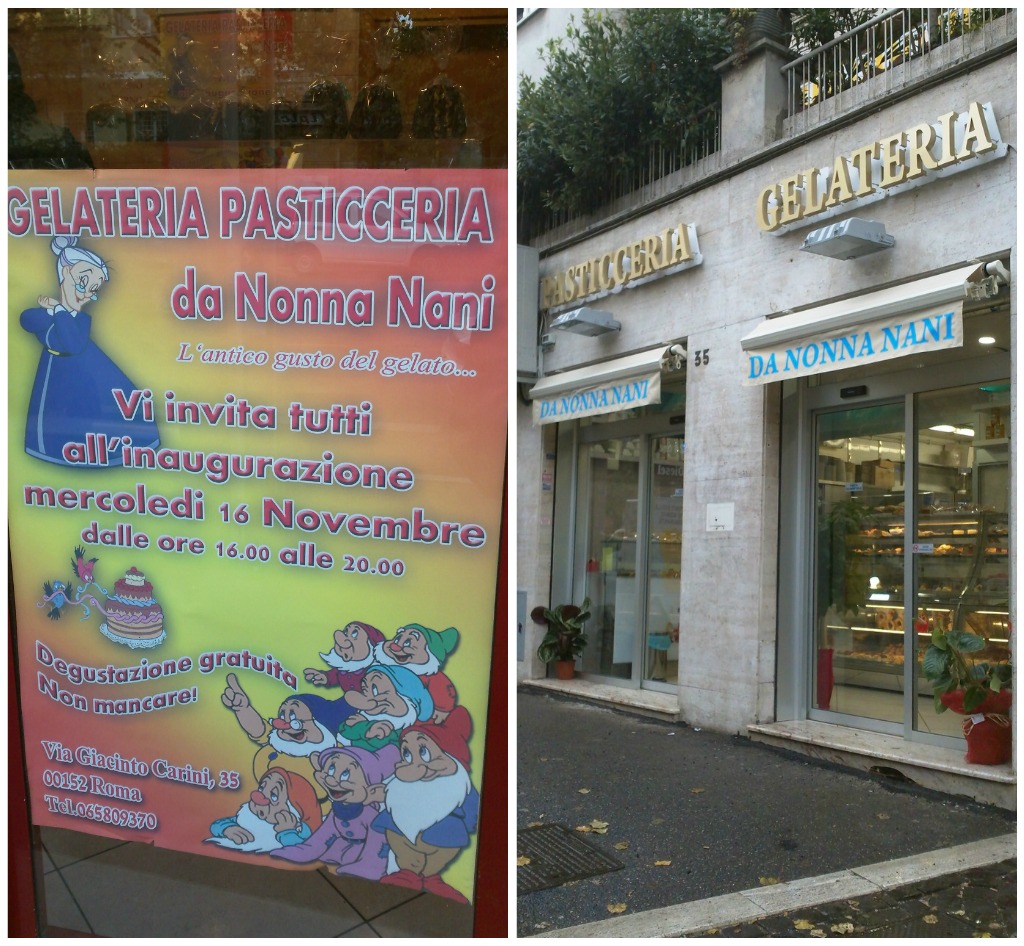 GELATERIA PASTICCERIA
da Nonna Nani
L'antico gusto del gelato...
Vi invita tutti
all'inaugurazione
mercoledi 16 Novembre
dalle ore 16.00 alle 20.00
Degustazione gratuita
Non mancare!
Via Giacinto Carini, 35
00152 Roma
Tel.065809370
PASTICCERIA
GELATERIA
35
DA NONNA NANI
DA NONNA NANI